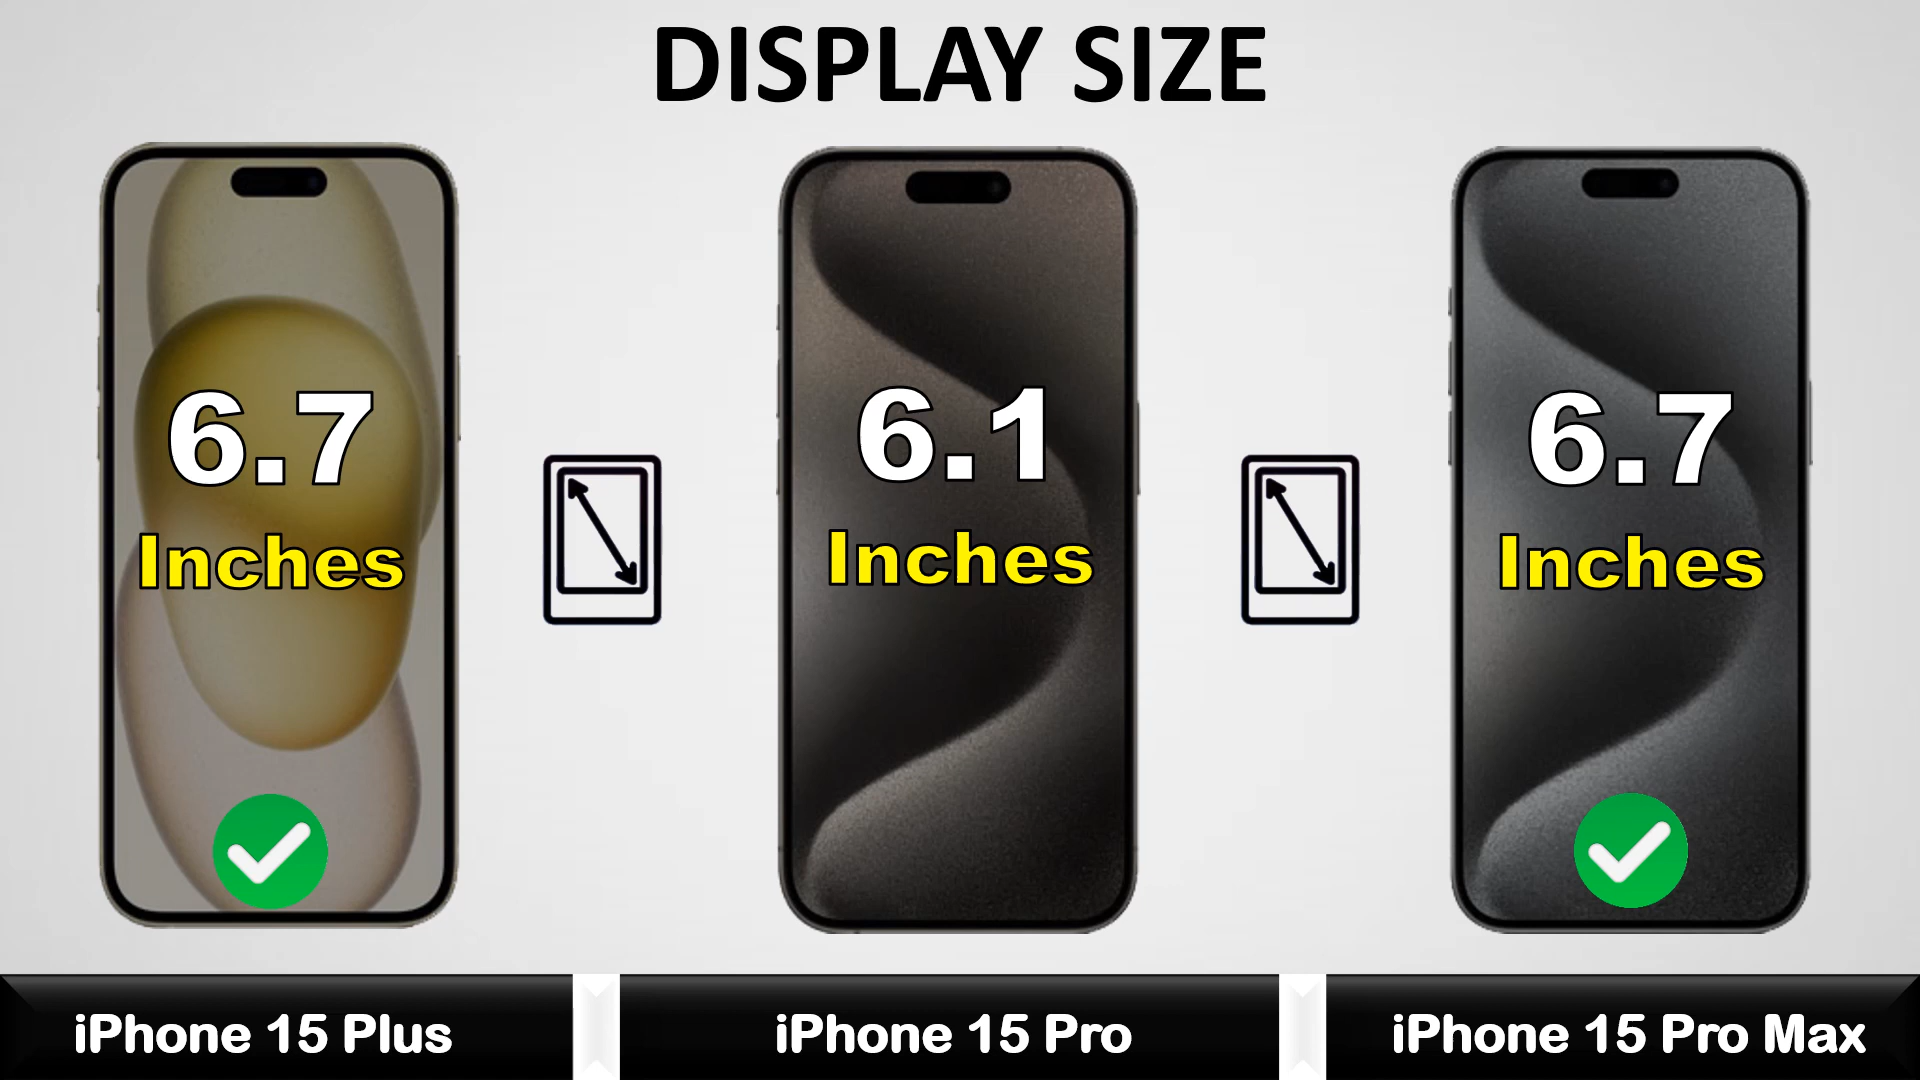 DISPLAY SIZE
6.7
Inches
6.1
Inches
6.7
Inches
iPhone 15 Plus
iPhone 15 Pro
iPhone 15 Pro Max